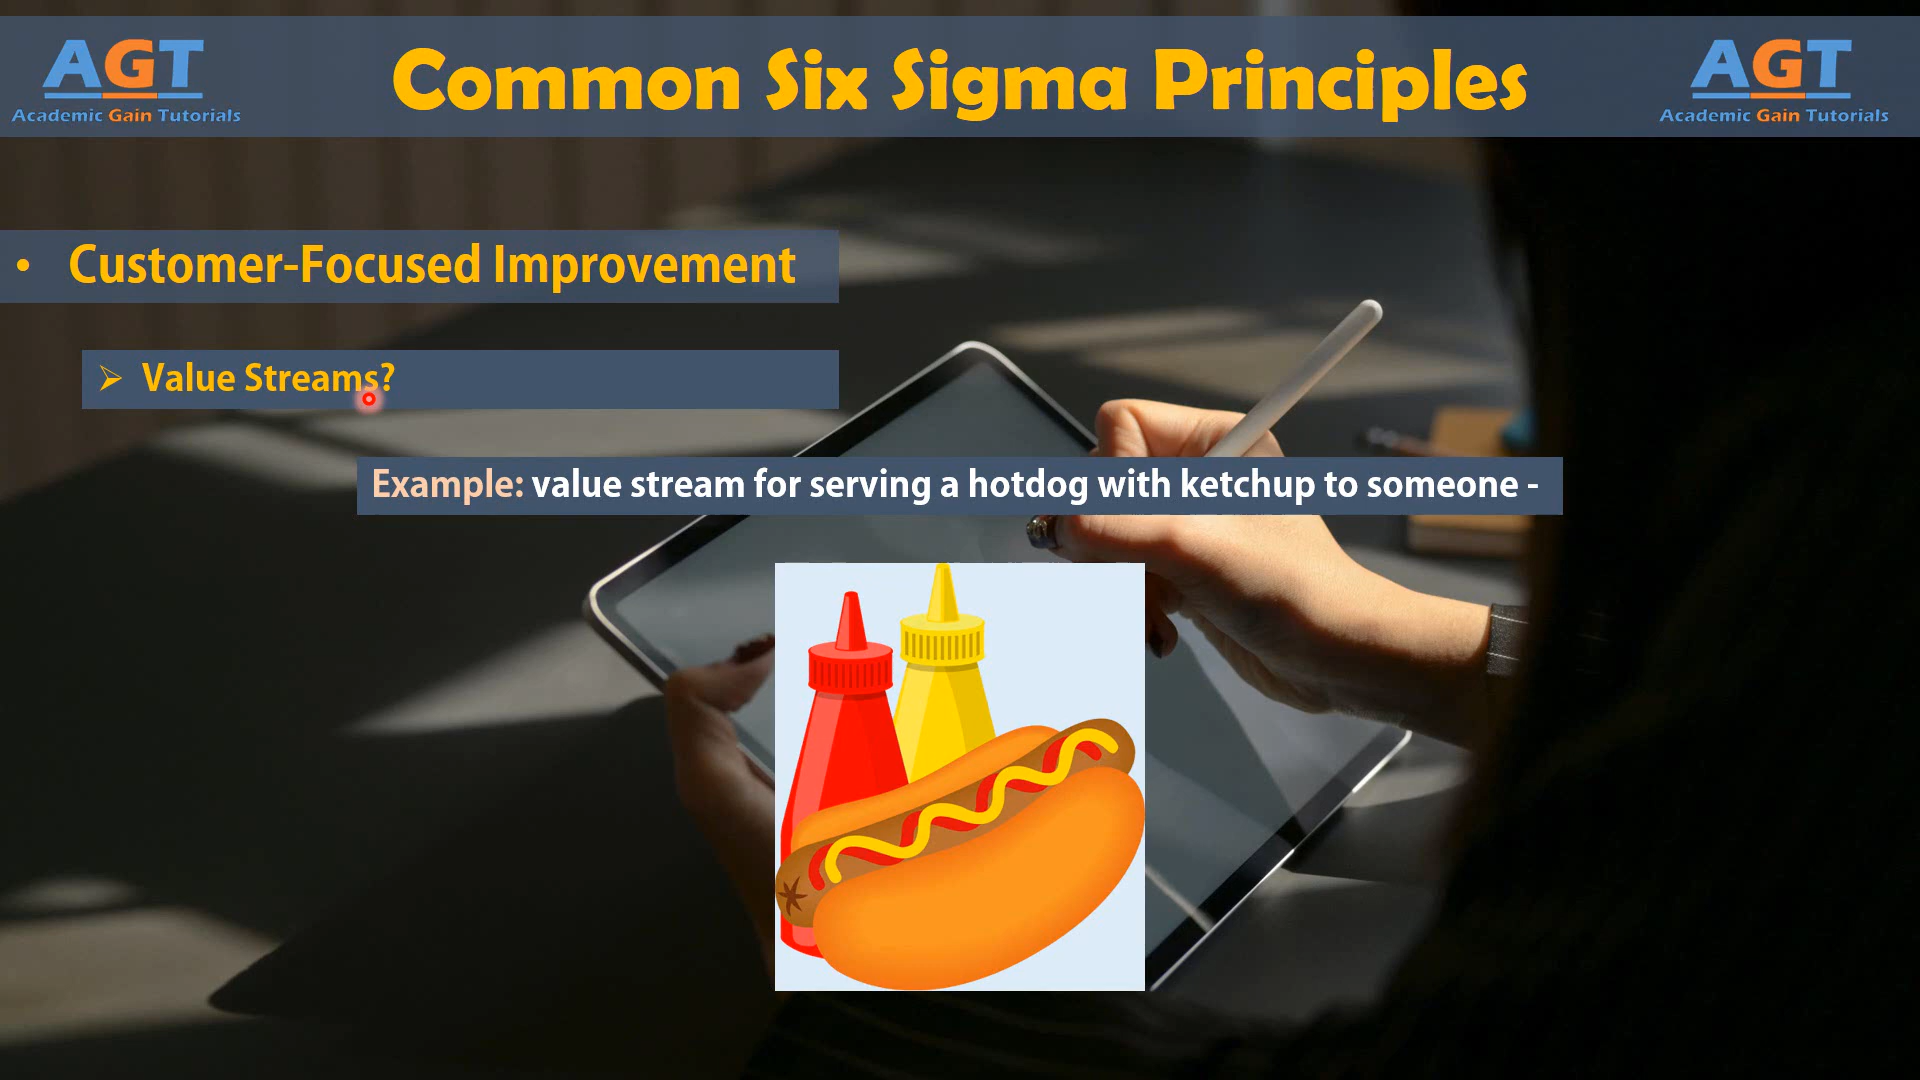 AGT
Academic Gain Tutorials
Common Six Sigma Principles
AGT
Academic Gain Tutorials
• Customer-Focused Improvement
➢ Value Streams?
Example: value stream for serving a hotdog with ketchup to someone -